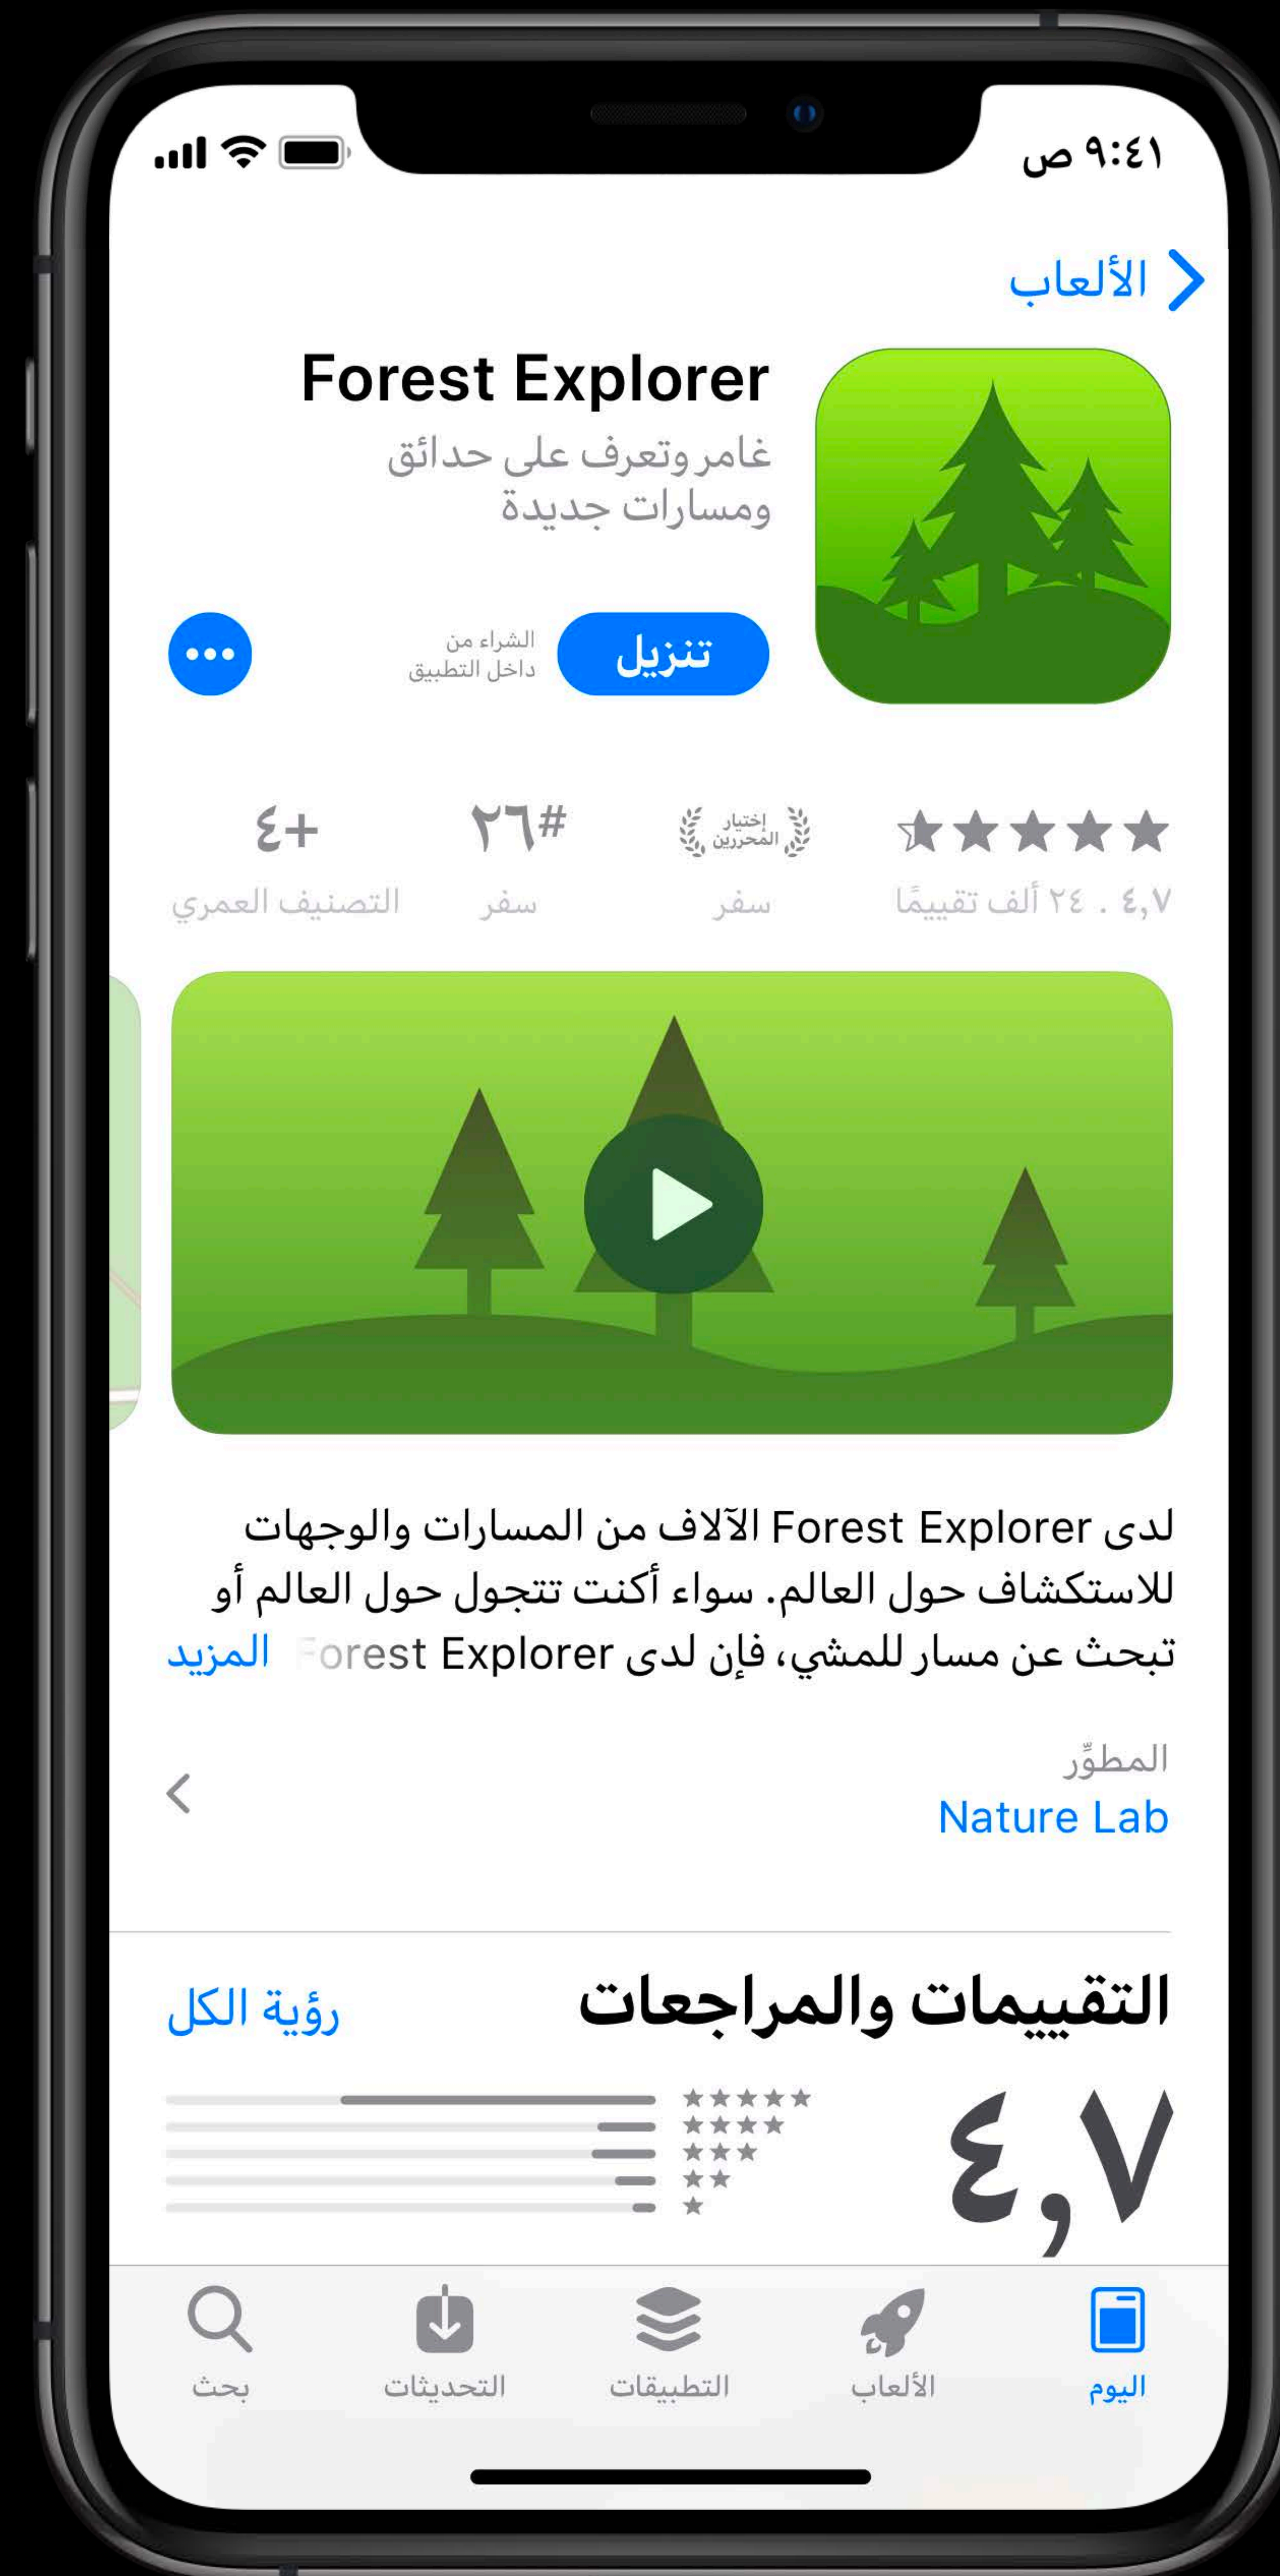 ٩:٤١ ص
الألعاب
Forest Explorer
غامر وتعرف على حدائق
ومسارات جديدة
تنزيل
الشراء من
داخل التطبيق
إختيار
المحررين
#٢٦
٤+
٤,٧ . ٢٤ ألف تقييمًا
سفر
سفر
التصنيف العمري
لدى Forest Explorer الآلاف من المسارات والوجهات
للاستكشاف حول العالم. سواء أكنت تتجول حول العالم أو
تبحث عن مسار للمشي، فإن لدى Forest Explorer المزيد
المطوِّر
Nature Lab
التقييمات والمراجعات
رؤية الكل
٤,٧
اليوم
الألعاب
التطبيقات
التحديثات
بحث